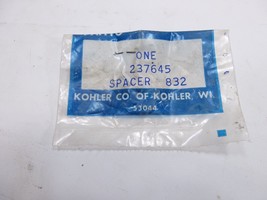 ONE
237645
SPACER 832
KOHLER CO. OF KOHLER, WI
53044